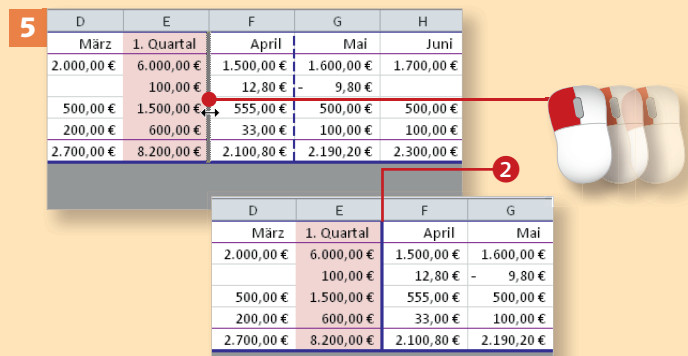 5
D E F G H
März 1. Quartal April Mai Juni
2.000,00 € 6.000,00 € 1.500,00 € 1.600,00 € 1.700,00 €
100,00 € 12,80 € - 9,80 €
500,00 € 1.500,00 € 555,00 € 500,00 € 500,00 €
200,00 € 600,00 € 33,00 € 100,00 € 100,00 €
2.700,00 € 8.200,00 € 2.100,80 € 2.190,20 € 2.300,00 €
2
D E F G
März 1. Quartal April Mai
2.000,00 € 6.000,00 € 1.500,00 € 1.600,00 €
100,00 € 12,80 € - 9,80 €
500,00 € 1.500,00 € 555,00 € 500,00 €
200,00 € 600,00 € 33,00 € 100,00 €
2.700,00 € 8.200,00 € 2.100,80 € 2.190,20 €